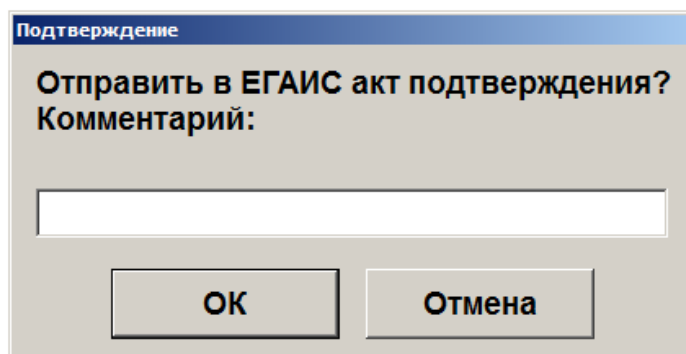 Подтверждение
Отправить в ЕГАИС акт подтверждения?
Комментарий:
ОК
Отмена